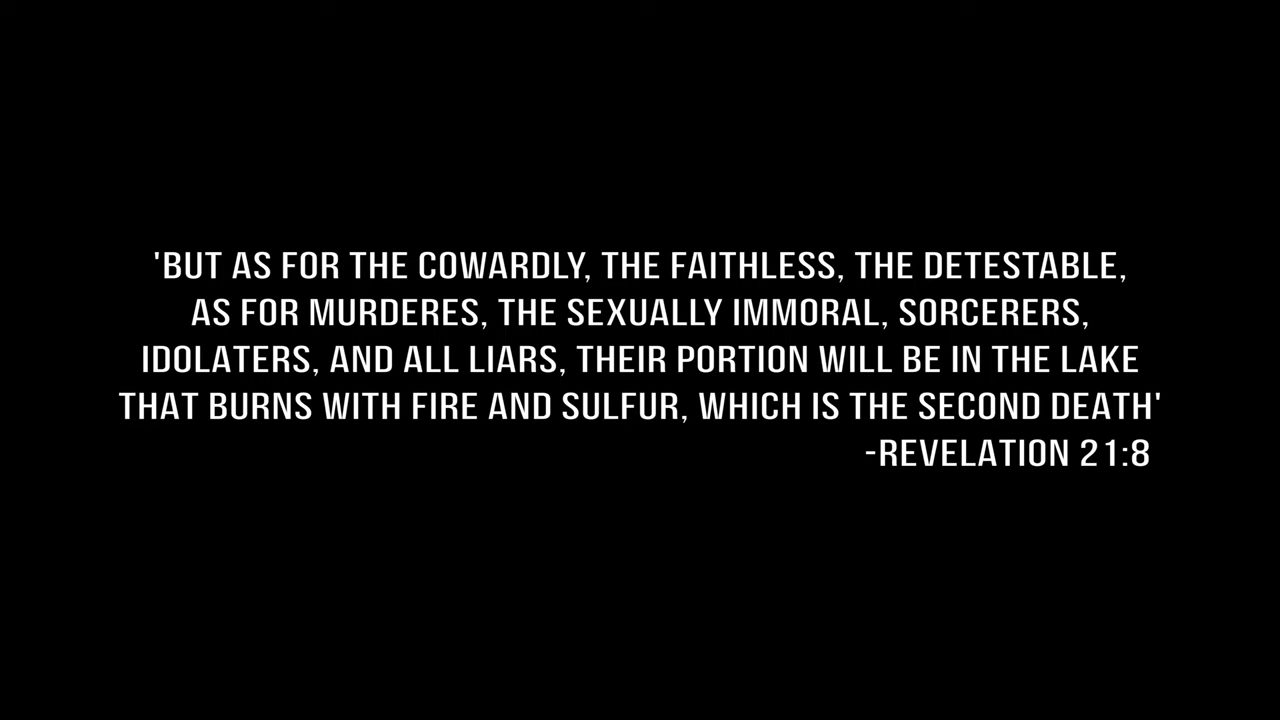 'BUT AS FOR THE COWARDLY, THE FAITHLESS, THE DETESTABLE,
AS FOR MURDERES, THE SEXUALLY IMMORAL, SORCERERS,
IDOLATERS, AND ALL LIARS, THEIR PORTION WILL BE IN THE LAKE
THAT BURNS WITH FIRE AND SULFUR, WHICH IS THE SECOND DEATH'
-REVELATION 21:8